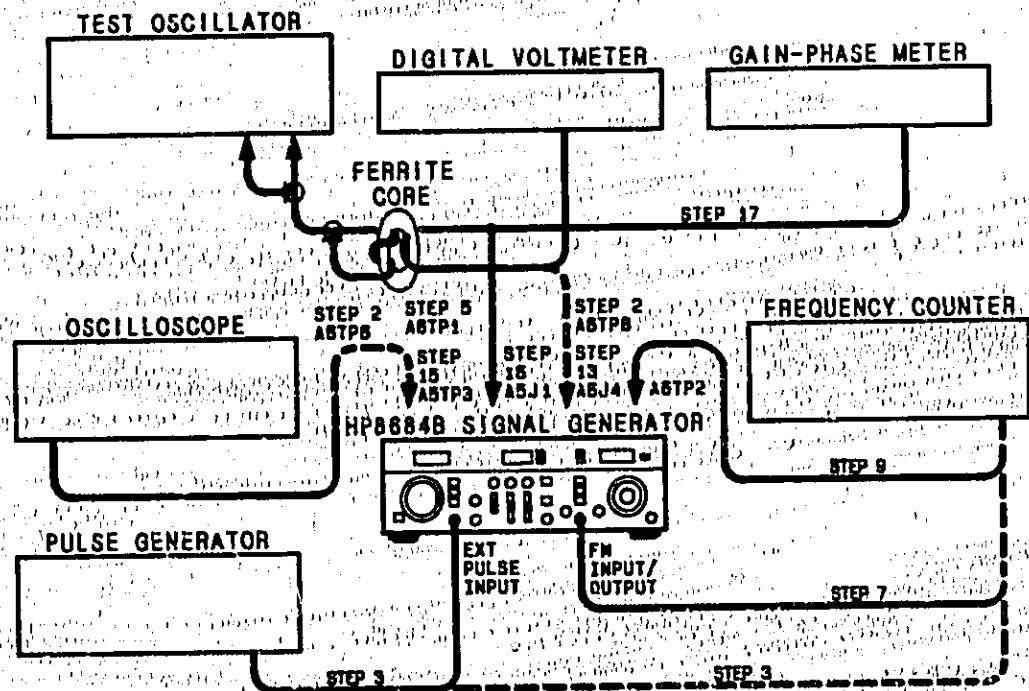 TEST OSCILLATOR
DIGITAL VOLTMETER
GAIN-PHASE METER
FERRITE
CORE
STEP 17
STEP 2
A5TP6
STEP 5
A5TP1
STEP 2
A5TP8
FREQUENCY COUNTER
OSCILLOSCOPE
STEP
15
A5TP3
STEP
16
A5J1
STEP
13
A5J4
A5TP2
HP8684B SIGNAL GENERATOR
STEP 9
PULSE GENERATOR
EXT
PULSE
INPUT
FM
INPUT/
OUTPUT
STEP 7
STEP 3
STEP 3